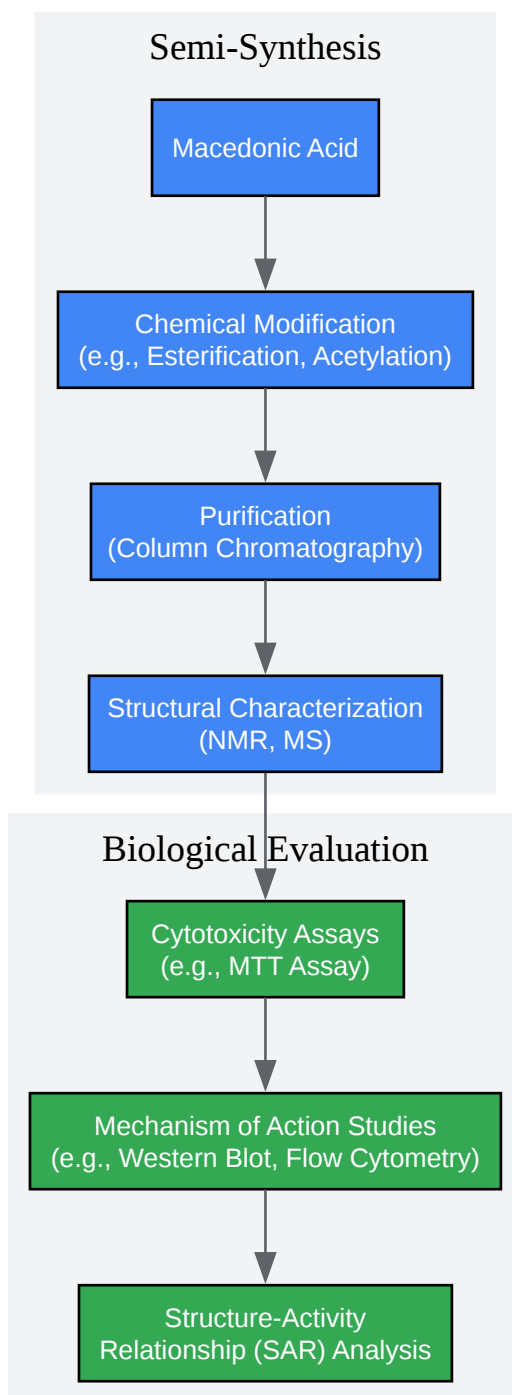 Semi-Synthesis
Macedonic Acid
Chemical Modification
(e.g., Esterification, Acetylation)
Purification
(Column Chromatography)
Structural Characterization
(NMR, MS)
Biological Evaluation
Cytotoxicity Assays
(e.g., MTT Assay)
Mechanism of Action Studies
(e.g., Western Blot, Flow Cytometry)
Structure-Activity
Relationship (SAR) Analysis